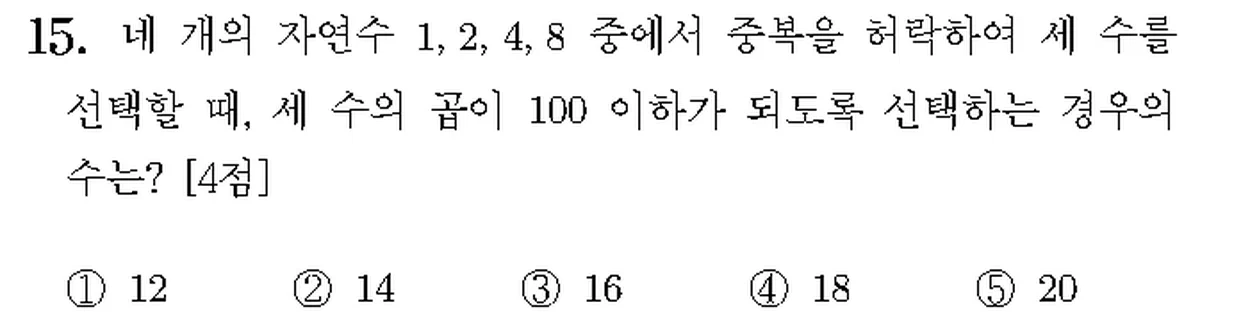 15. 네 개의 자연수 1, 2, 4, 8 중에서 중복을 허락하여 세 수를
선택할 때, 세 수의 곱이 100 이하가 되도록 선택하는 경우의
수는? [4점]
① 12 ② 14 ③ 16 ④ 18 ⑤ 20